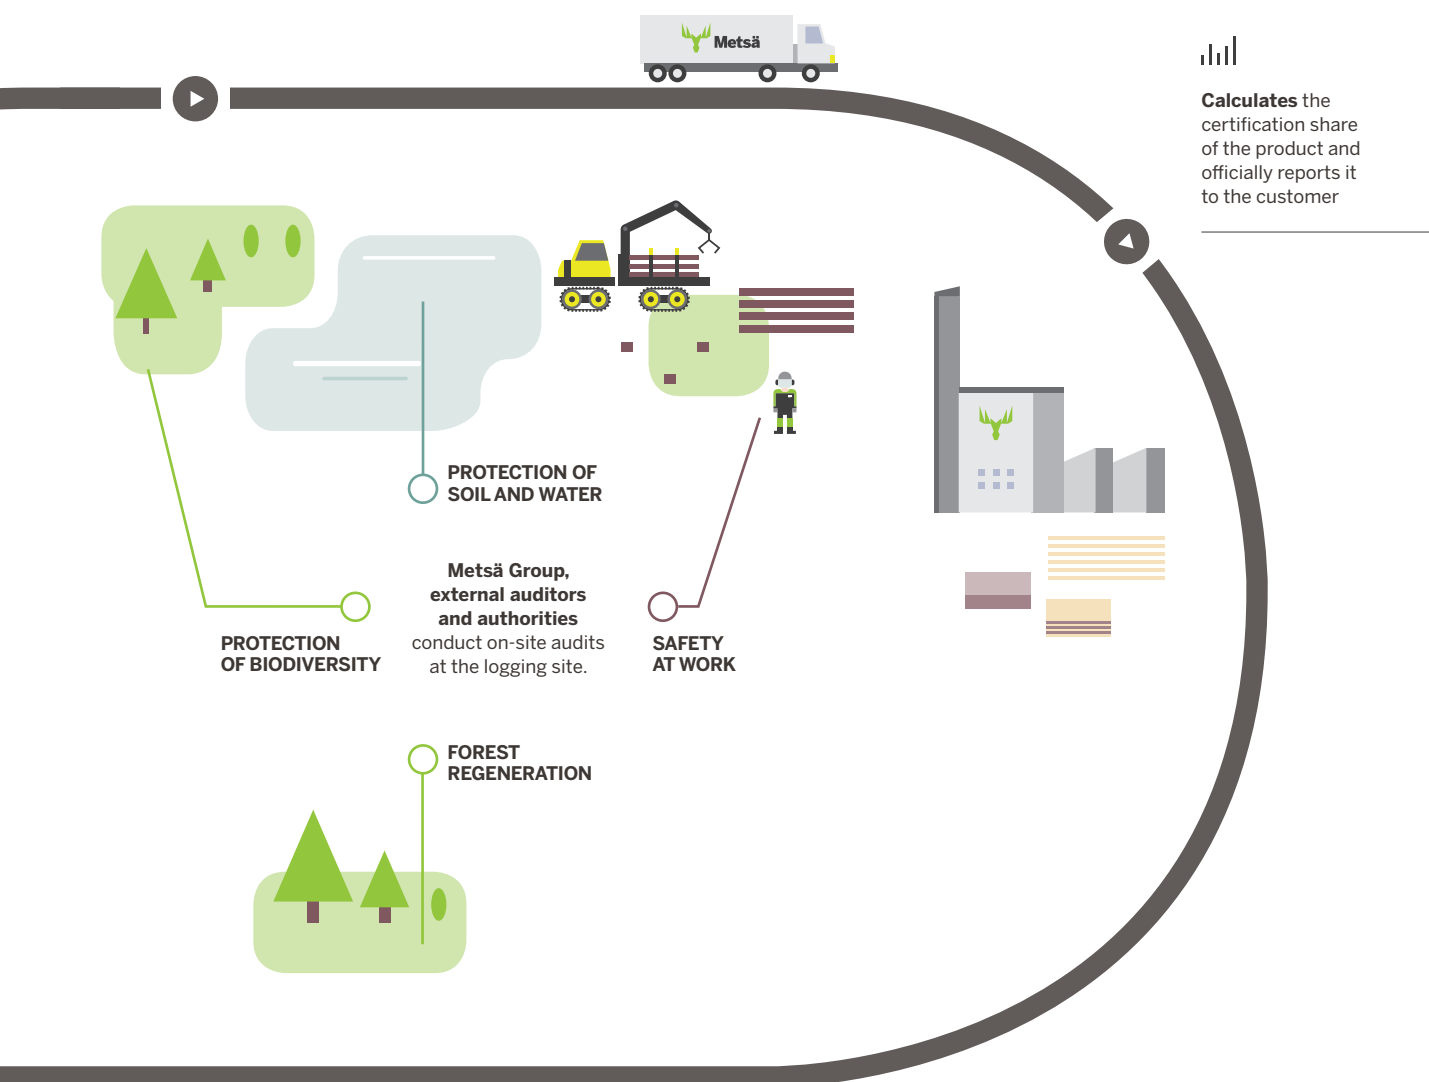 Metsä
Calculates the
certification share
of the product and
officially reports it
to the customer
PROTECTION OF
SOIL AND WATER
Metsä Group,
external auditors
and authorities
conduct on-site audits
at the logging site.
PROTECTION
OF BIODIVERSITY
SAFETY
AT WORK
FOREST
REGENERATION